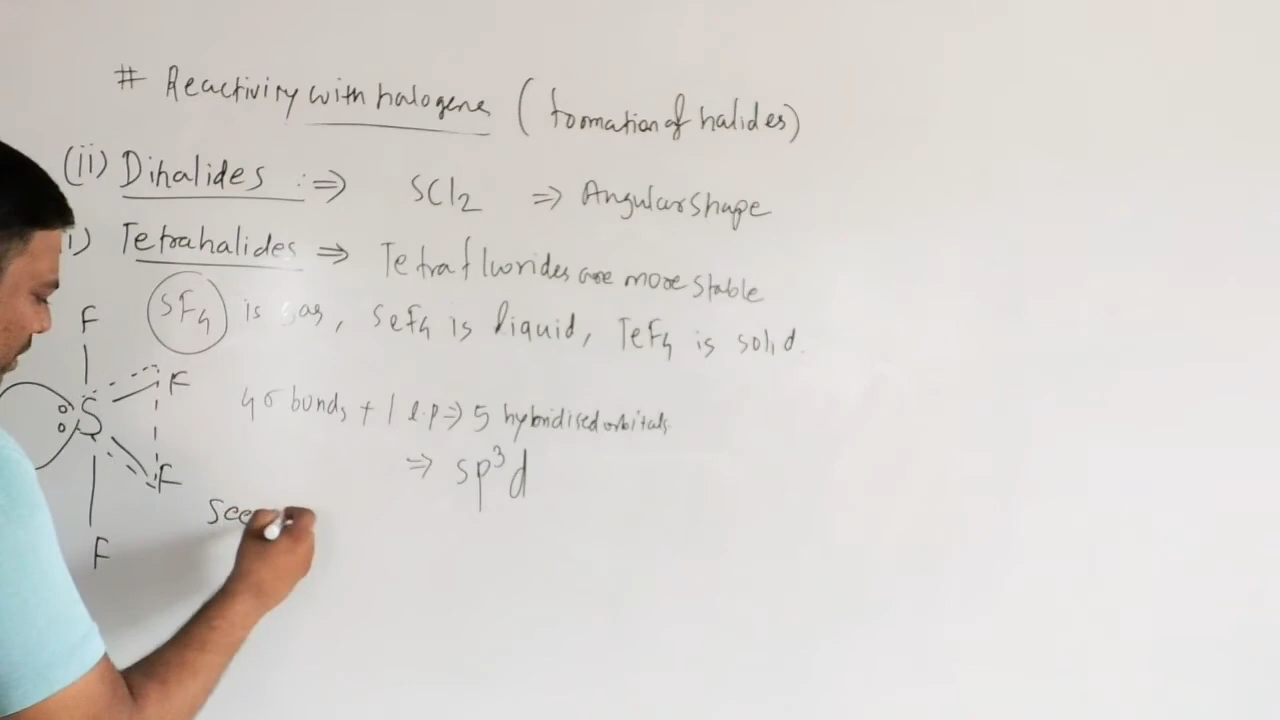 # Reactivity with halogene (formation of halides)
(ii) Dihalides :⇒ SCl2 ⇒ Angular shape
i) Tetrahalides ⇒ Tetrafluorides are more stable
SF4 is gas, SeF4 is liquid, TeF4 is solid.
F
F
4 σ bonds + 1 l.p ⇒ 5 hybridised orbitals
S
⇒ sp³d
F
See
F